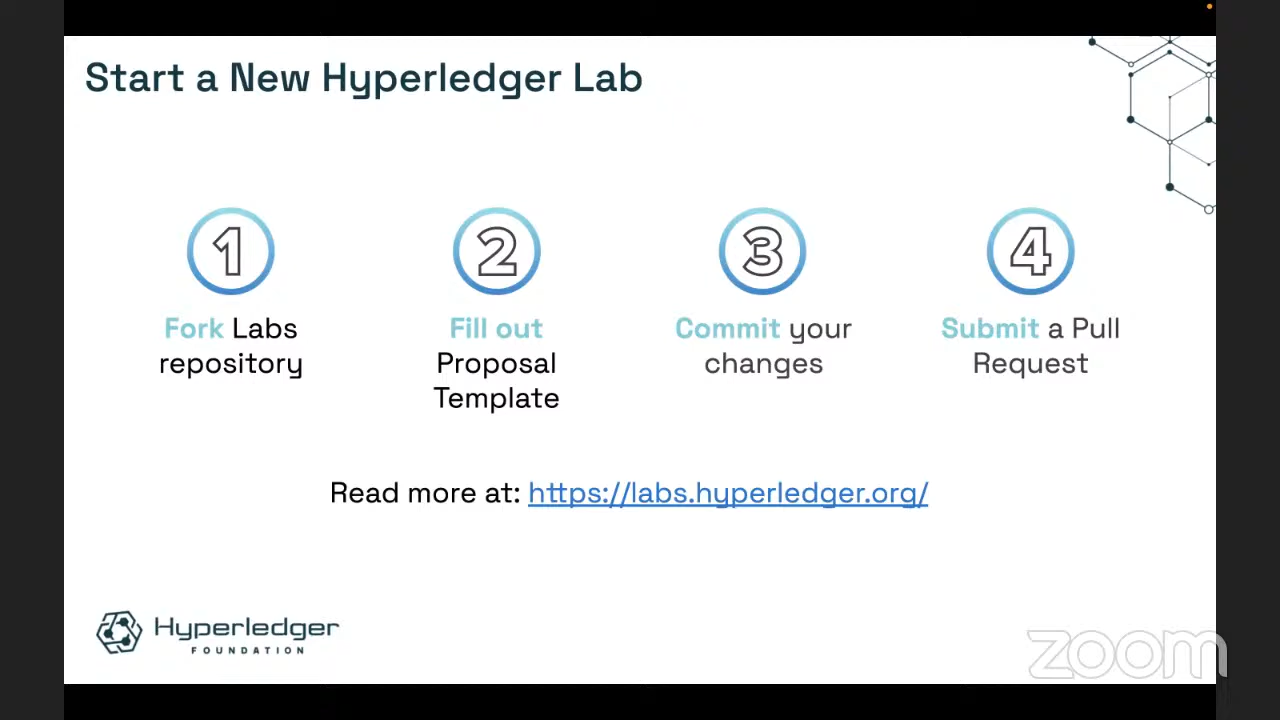 Start a New Hyperledger Lab
1
2
3
4
Fork Labs
repository
Fill out
Proposal
Template
Commit your
changes
Submit a Pull
Request
Read more at: https://labs.hyperledger.org/
Hyperledger
FOUNDATION
zoom